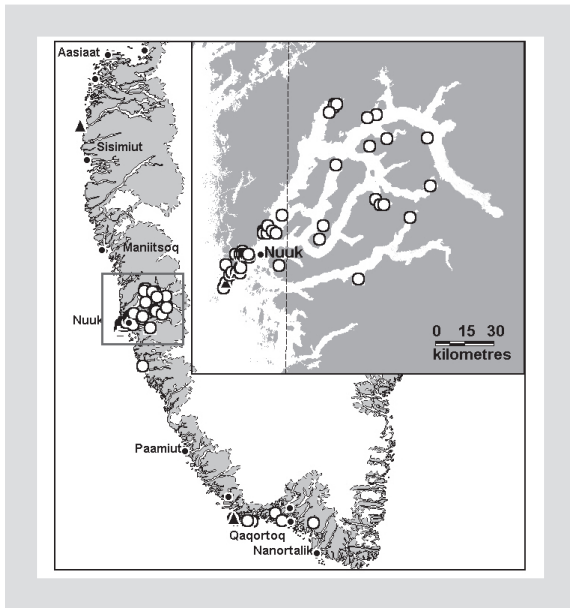 Aasiaat
Sisimiut
Maniitsoq
Nuuk
Nuuk
0 15 30
kilometres
Paamiut
Qaqortoq
Nanortalik